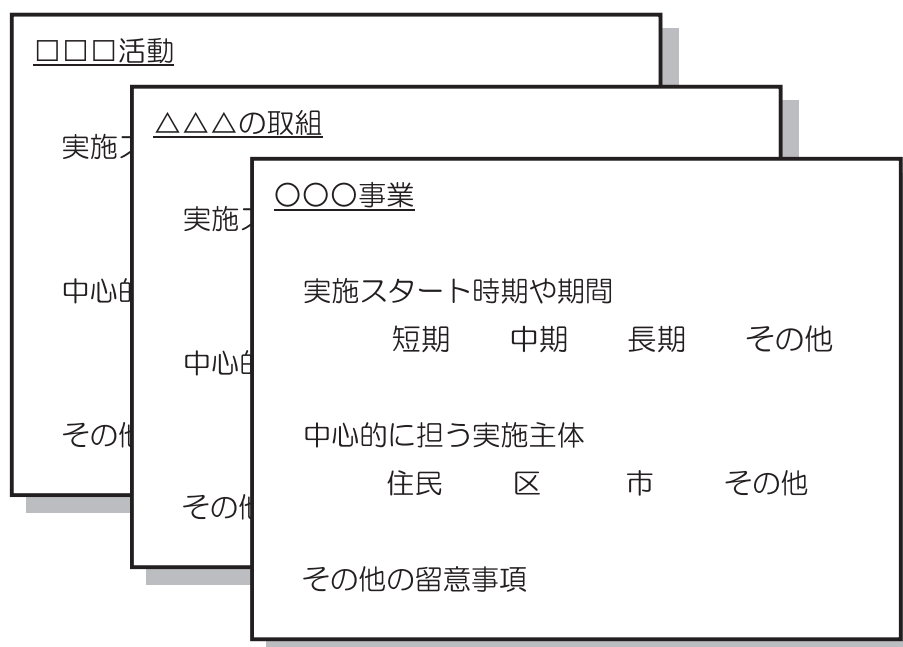 □□□活動
実施ス
中心的
その他
△△△の取組
実施ス
中心的
その他
○○○事業
実施スタート時期や期間
短期 中期 長期 その他
中心的に担う実施主体
住民 区 市 その他
その他の留意事項